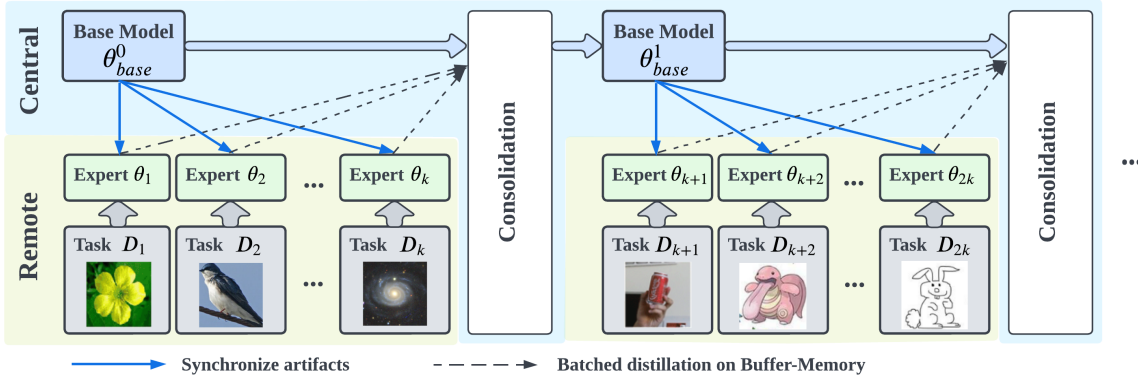 Central
Base Model
θ⁰_base
Base Model
θ¹_base
Consolidation
Consolidation
Remote
Expert θ₁
Expert θ₂
...
Expert θₖ
Expert θₖ₊₁
Expert θₖ₊₂
...
Expert θ₂ₖ
...
Task D₁
Task D₂
...
Task Dₖ
Task Dₖ₊₁
Task Dₖ₊₂
...
Task D₂ₖ
Synchronize artifacts
Batched distillation on Buffer-Memory